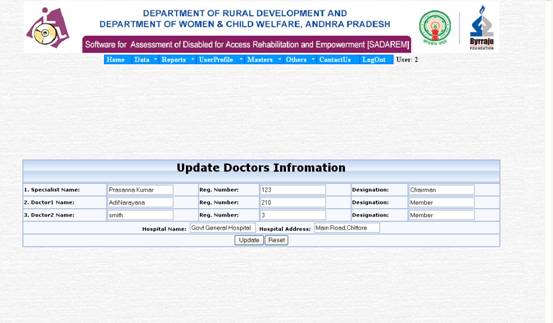 DEPARTMENT OF RURAL DEVELOPMENT AND
DEPARTMENT OF WOMEN & CHILD WELFARE, ANDHRA PRADESH
Software for Assessment of Disabled for Access Rehabilitation and Empowerment [SADAREM]
Byrraju
FOUNDATION
Home Data Reports UserProfile Masters Others ContactUs LogOut User: 2
Update Doctors Infromation
1. Specialist Name: Prasanna Kumar Reg. Number: 123 Designation: Chairman
2. Doctor1 Name: AdiNarayana Reg. Number: 210 Designation: Member
3. Doctor2 Name: smith Reg. Number: 3 Designation: Member
Hospital Name: Govt General Hospital Hospital Address: Main Road,Chittore
Update Reset